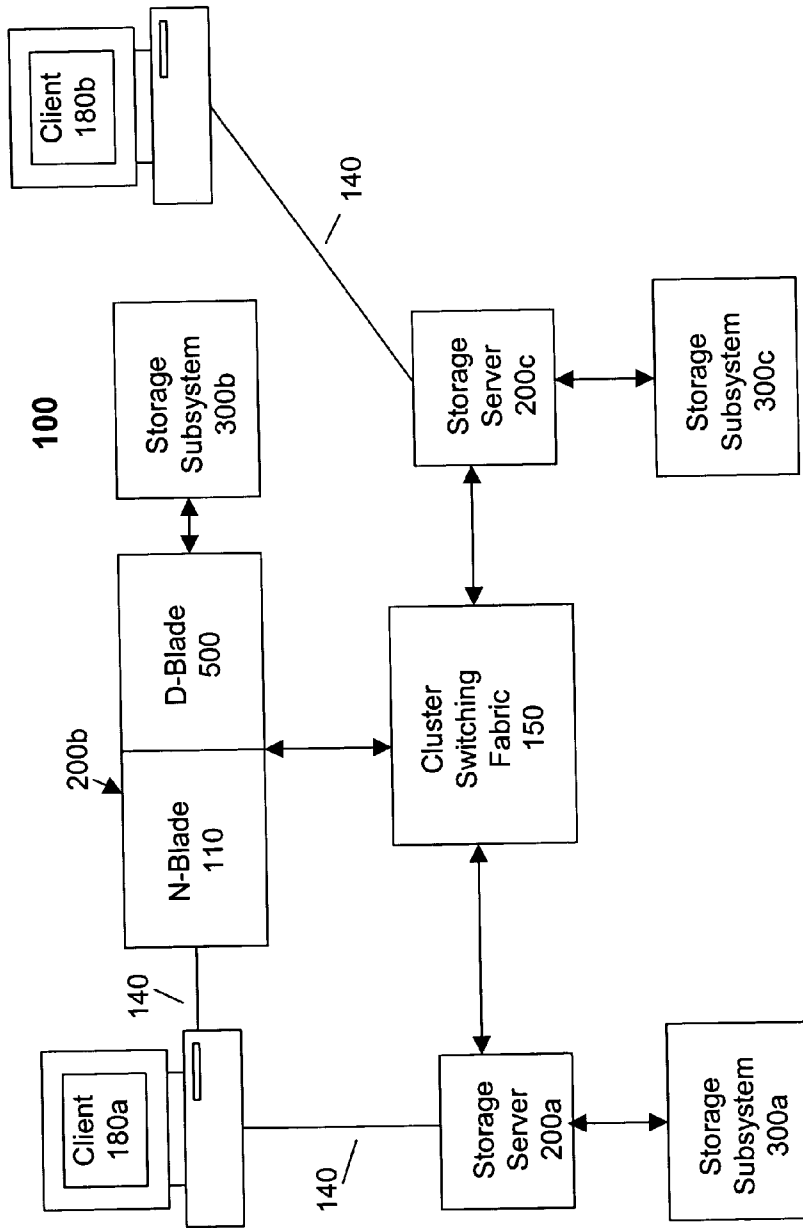 100
Client
180a
140
140
200b
N-Blade
110
D-Blade
500
Storage
Subsystem
300b
Client
180b
140
Storage
Server
200a
Cluster
Switching
Fabric
150
Storage
Server
200c
Storage
Subsystem
300a
Storage
Subsystem
300c